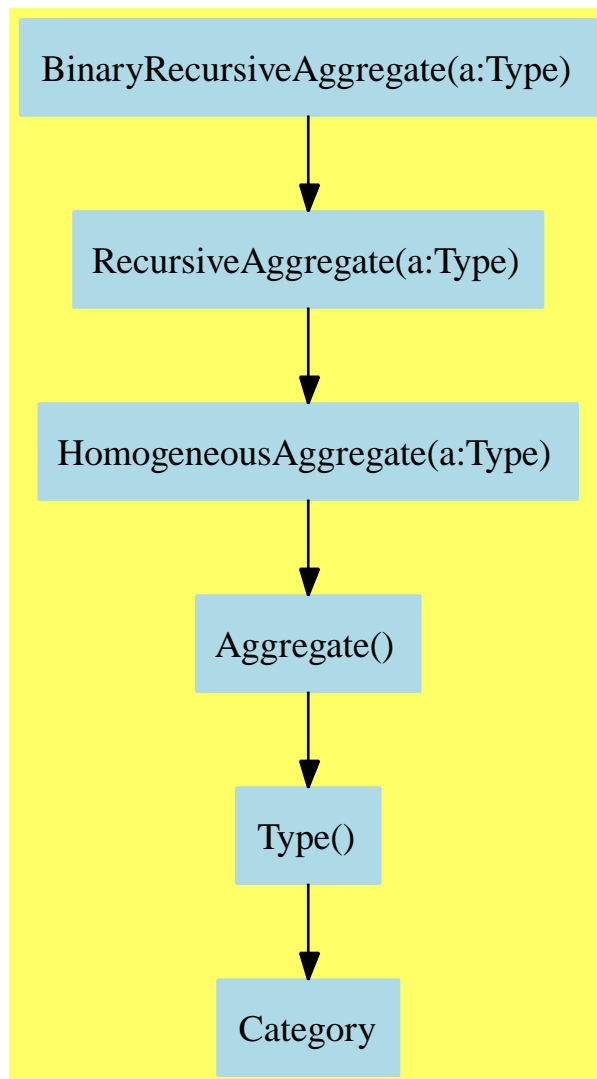 BinaryRecursiveAggregate(a:Type)
RecursiveAggregate(a:Type)
HomogeneousAggregate(a:Type)
Aggregate()
Type()
Category